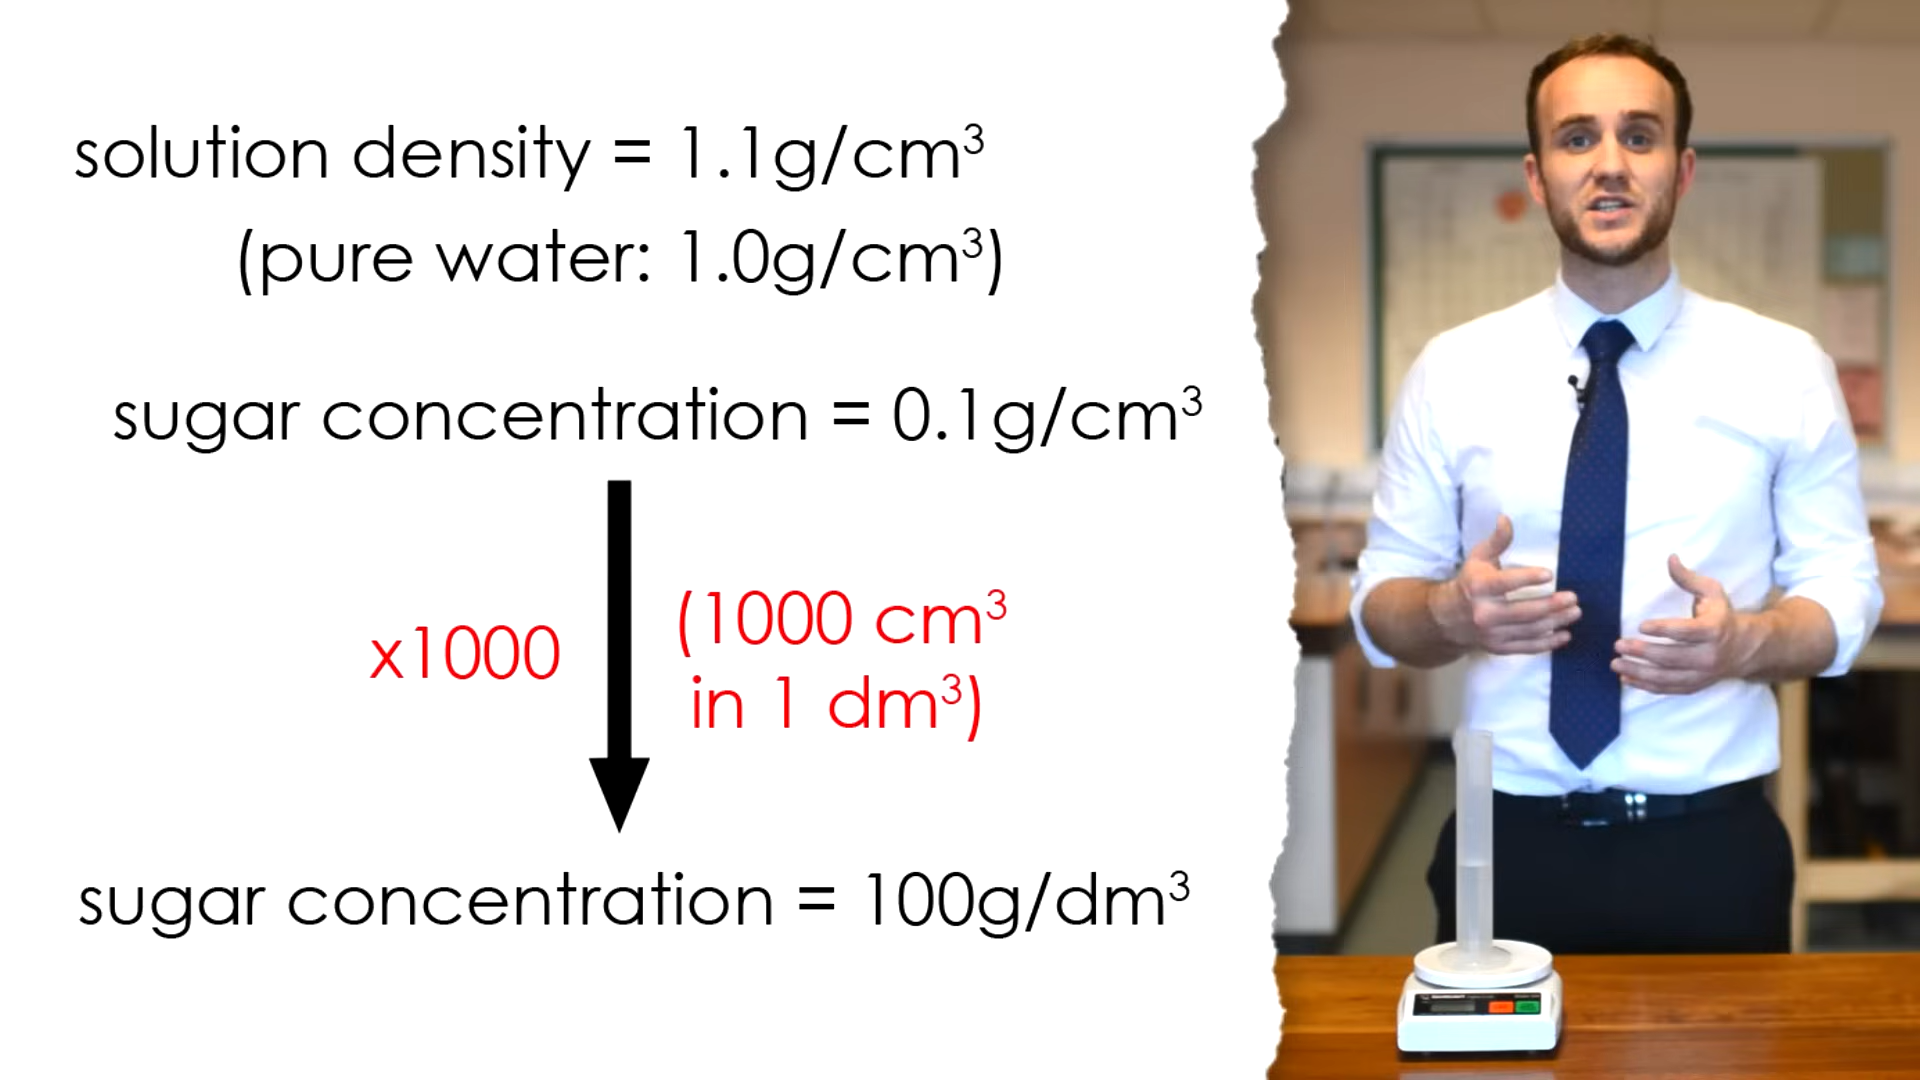 solution density = 1.1g/cm³
(pure water: 1.0g/cm³)
sugar concentration = 0.1g/cm³
x1000
(1000 cm³
in 1 dm³)
sugar concentration = 100g/dm³